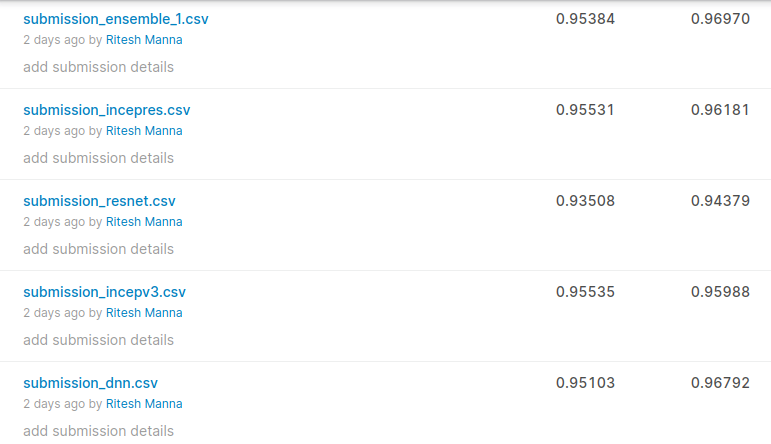 submission_ensemble_1.csv 0.95384 0.96970
2 days ago by Ritesh Manna
add submission details
submission_incepres.csv 0.95531 0.96181
2 days ago by Ritesh Manna
add submission details
submission_resnet.csv 0.93508 0.94379
2 days ago by Ritesh Manna
add submission details
submission_incepv3.csv 0.95535 0.95988
2 days ago by Ritesh Manna
add submission details
submission_dnn.csv 0.95103 0.96792
2 days ago by Ritesh Manna
add submission details